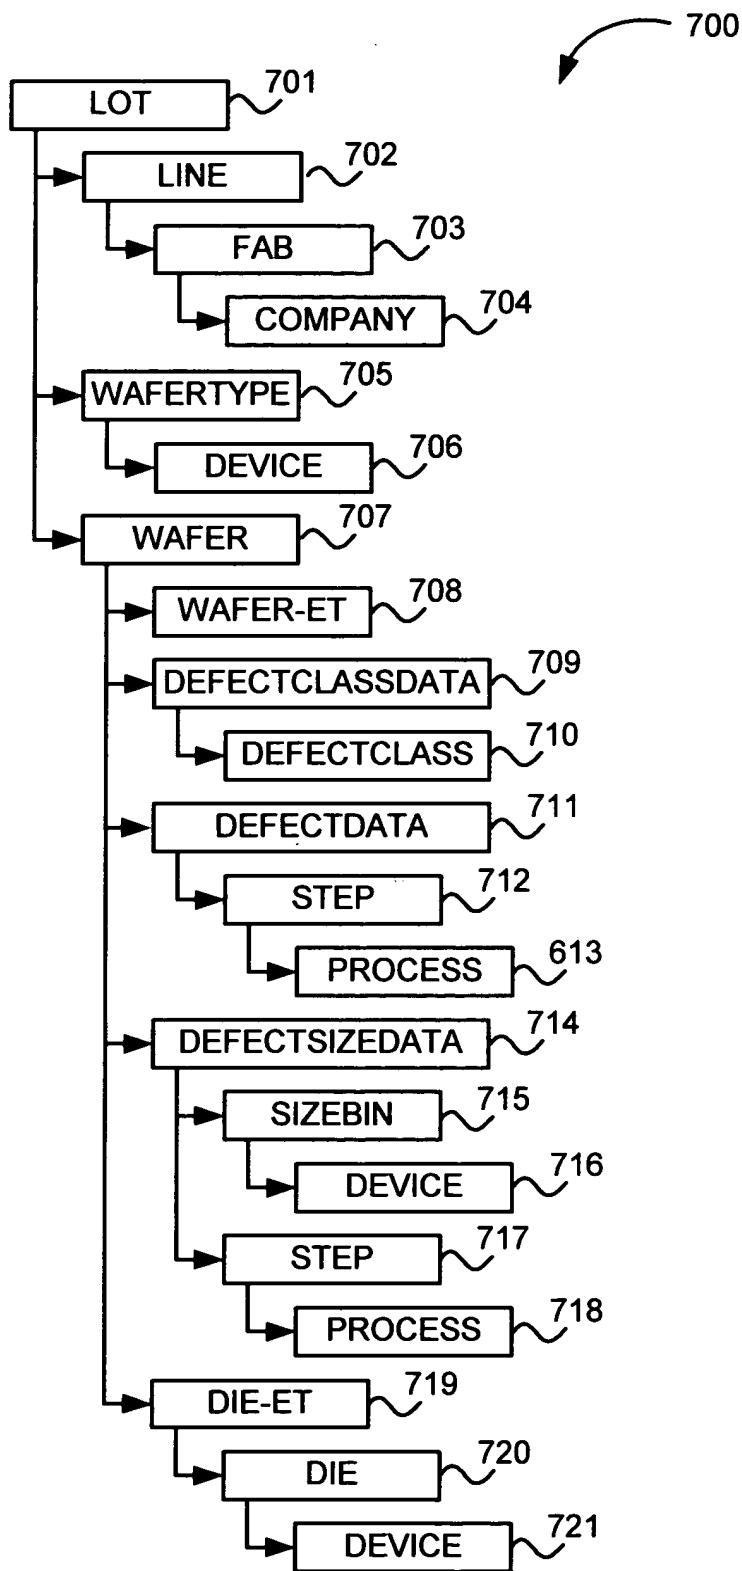 700
LOT 701
LINE 702
FAB 703
COMPANY 704
WAFERTYPE 705
DEVICE 706
WAFER 707
WAFER-ET 708
DEFECTCLASSDATA 709
DEFECTCLASS 710
DEFECTDATA 711
STEP 712
PROCESS 613
DEFECTSIZEDATA 714
SIZEBIN 715
DEVICE 716
STEP 717
PROCESS 718
DIE-ET 719
DIE 720
DEVICE 721